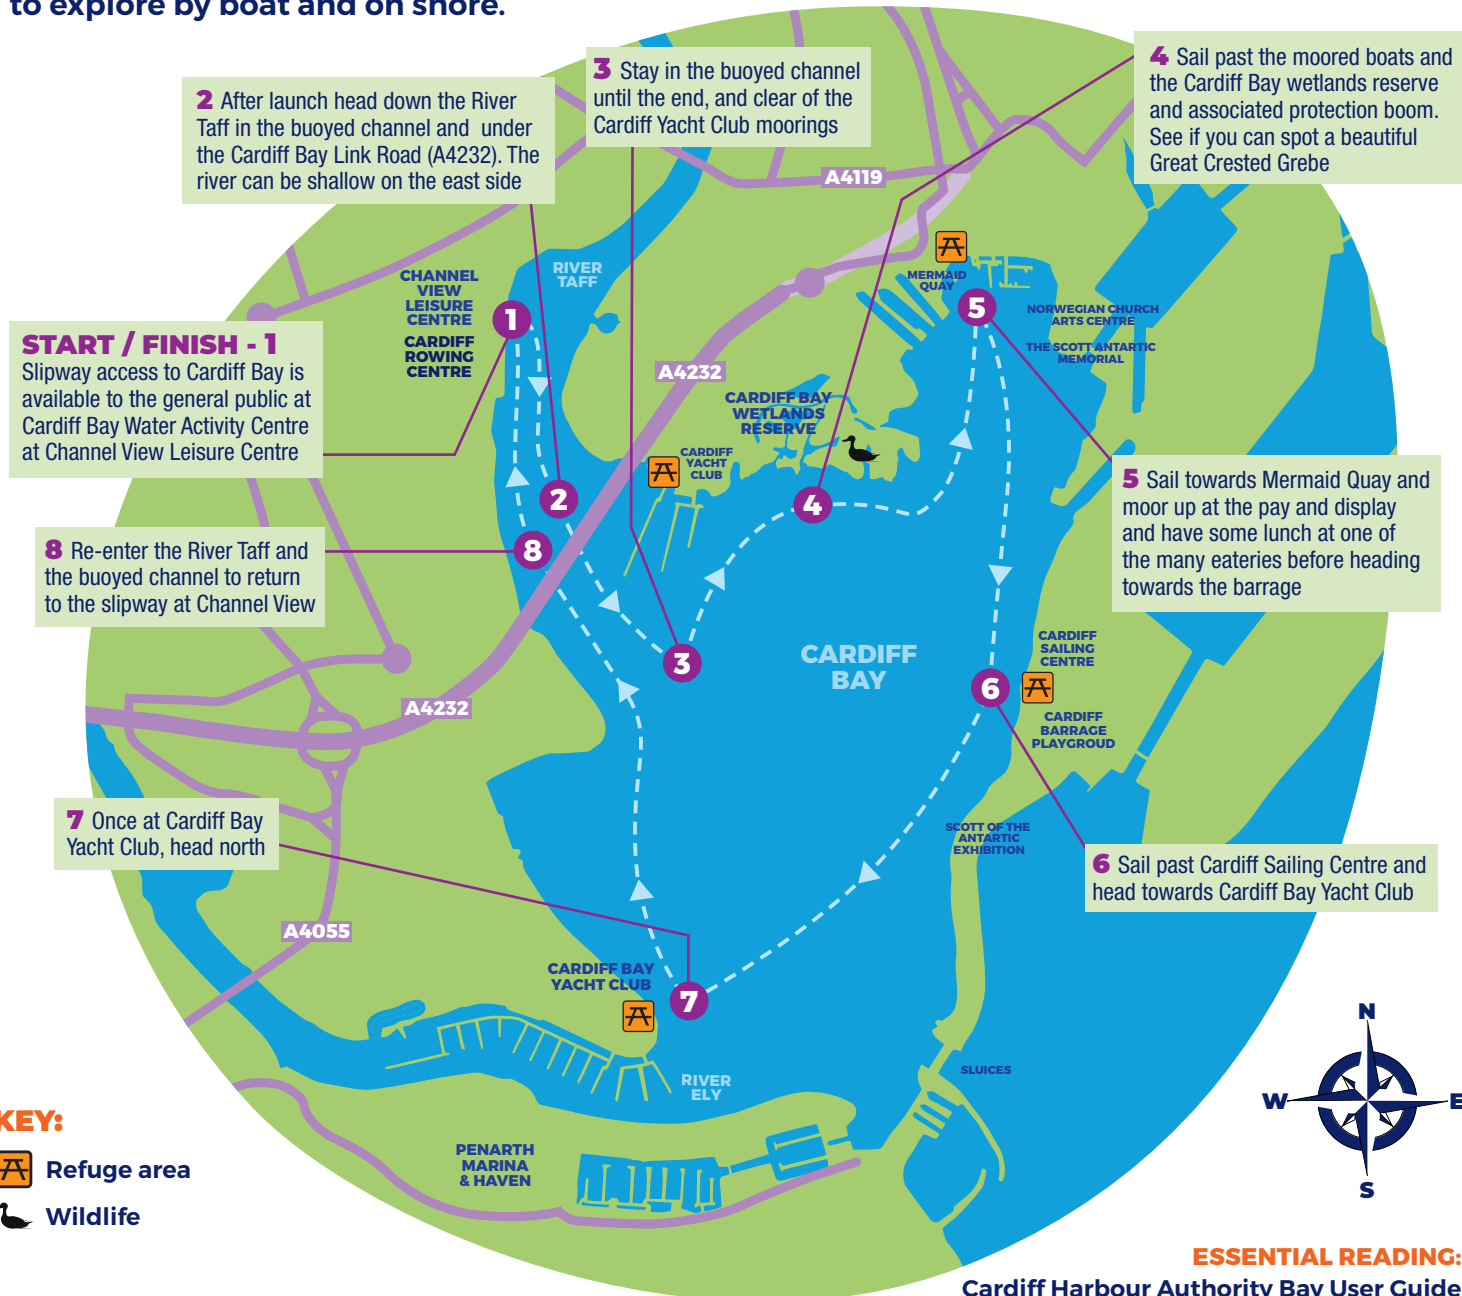 to explore by boat and on shore.
3 Stay in the buoyed channel
until the end, and clear of the
Cardiff Yacht Club moorings
4 Sail past the moored boats and
the Cardiff Bay wetlands reserve
and associated protection boom.
See if you can spot a beautiful
Great Crested Grebe
2 After launch head down the River
Taff in the buoyed channel and under
the Cardiff Bay Link Road (A4232). The
river can be shallow on the east side
A4119
RIVER
TAFF
CHANNEL
VIEW
LEISURE
CENTRE
CARDIFF
ROWING
CENTRE
MERMAID
QUAY
1
5
NORWEGIAN CHURCH
ARTS CENTRE
THE SCOTT ANTARTIC
MEMORIAL
START / FINISH - 1
Slipway access to Cardiff Bay is
available to the general public at
Cardiff Bay Water Activity Centre
at Channel View Leisure Centre
A4232
CARDIFF BAY
WETLANDS
RESERVE
CARDIFF
YACHT
CLUB
2
4
5 Sail towards Mermaid Quay and
moor up at the pay and display
and have some lunch at one of
the many eateries before heading
towards the barrage
8 Re-enter the River Taff and
the buoyed channel to return
to the slipway at Channel View
8
3
CARDIFF
BAY
CARDIFF
SAILING
CENTRE
6
CARDIFF
BARRAGE
PLAYGROUD
A4232
7 Once at Cardiff Bay
Yacht Club, head north
SCOTT OF THE
ANTARTIC
EXHIBITION
6 Sail past Cardiff Sailing Centre and
head towards Cardiff Bay Yacht Club
A4055
CARDIFF BAY
YACHT CLUB
7
RIVER
ELY
SLUICES
N
W
E
S
KEY:
Refuge area
Wildlife
PENARTH
MARINA
& HAVEN
ESSENTIAL READING:
Cardiff Harbour Authority Bay User Guide